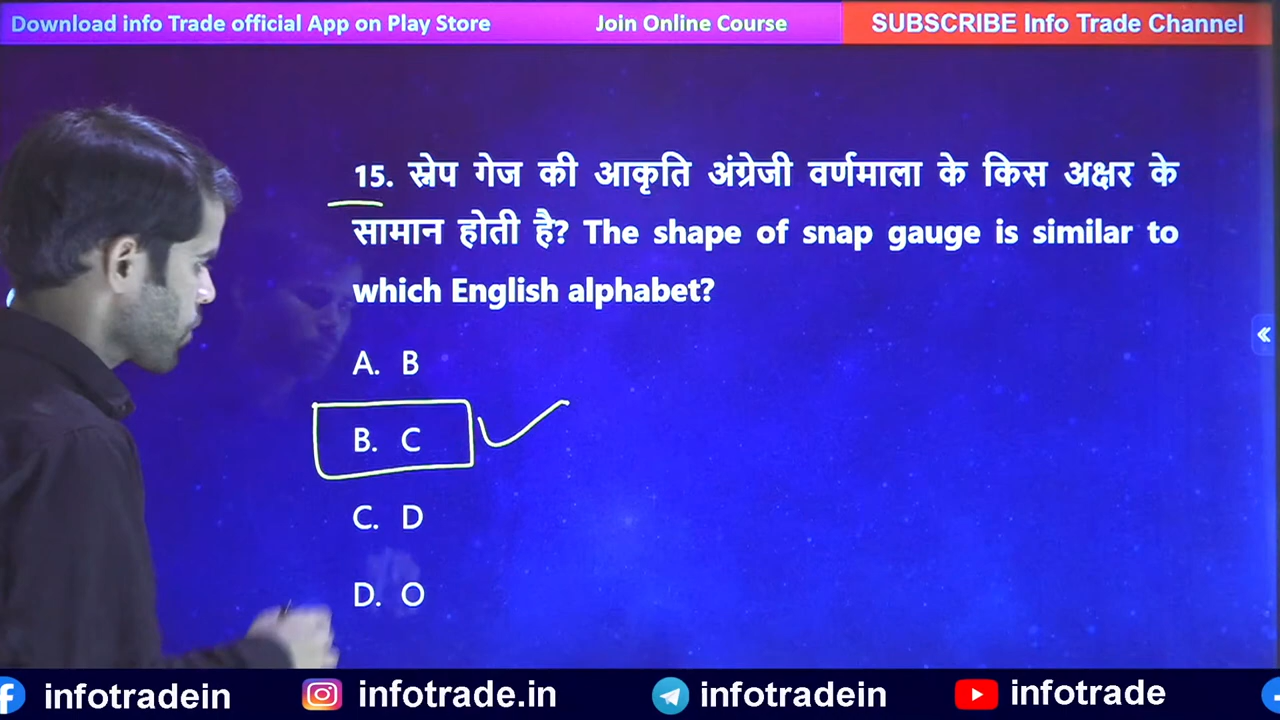 Download info Trade official App on Play Store Join Online Course SUBSCRIBE Info Trade Channel
15. स्नेप गेज की आकृति अंग्रेजी वर्णमाला के किस अक्षर के
सामान होती है? The shape of snap gauge is similar to
which English alphabet?
A. B
B. C
C. D
D. O
infotradein infotrade.in infotradein infotrade